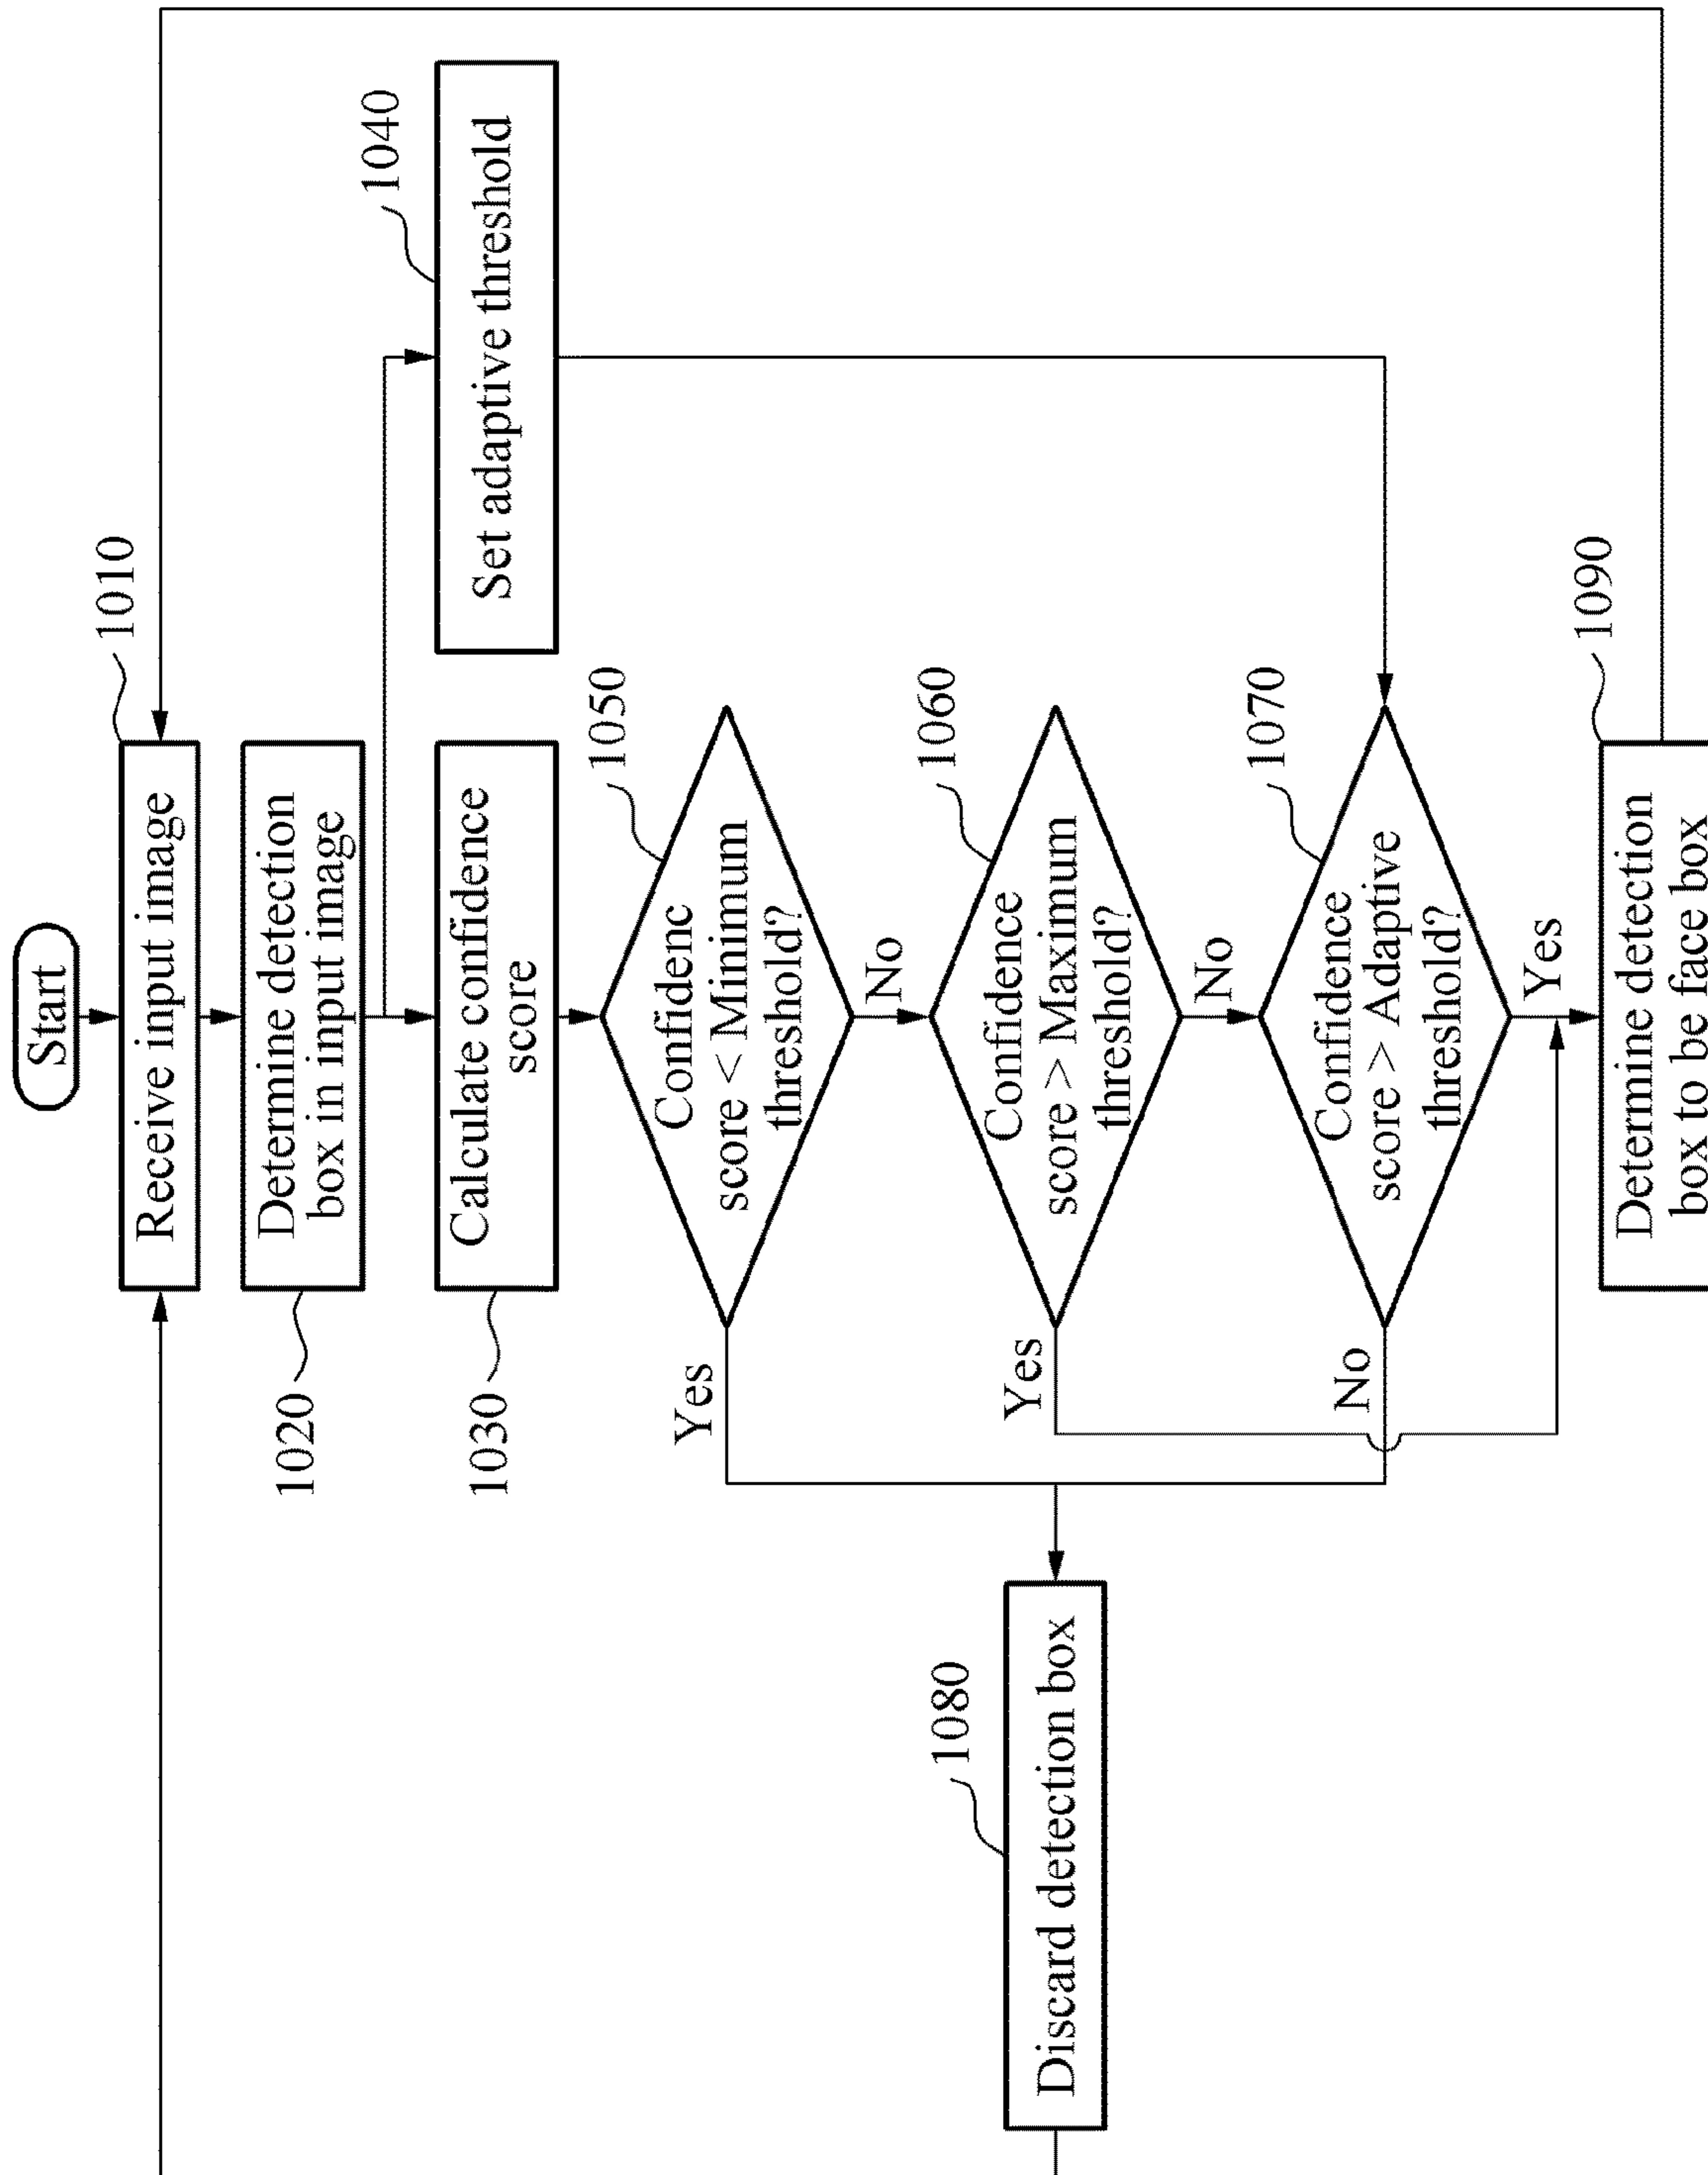 Start
1010
Receive input image
Determine detection
box in input image
1020
Calculate confidence
score
1030
1040
Set adaptive threshold
1050
Confidenc
score < Minimum
threshold?
Yes
No
1060
Confidence
score > Maximum
threshold?
Yes
No
1070
Confidence
score > Adaptive
threshold?
No
Yes
1080
Discard detection box
1090
Determine detection
box to be face box